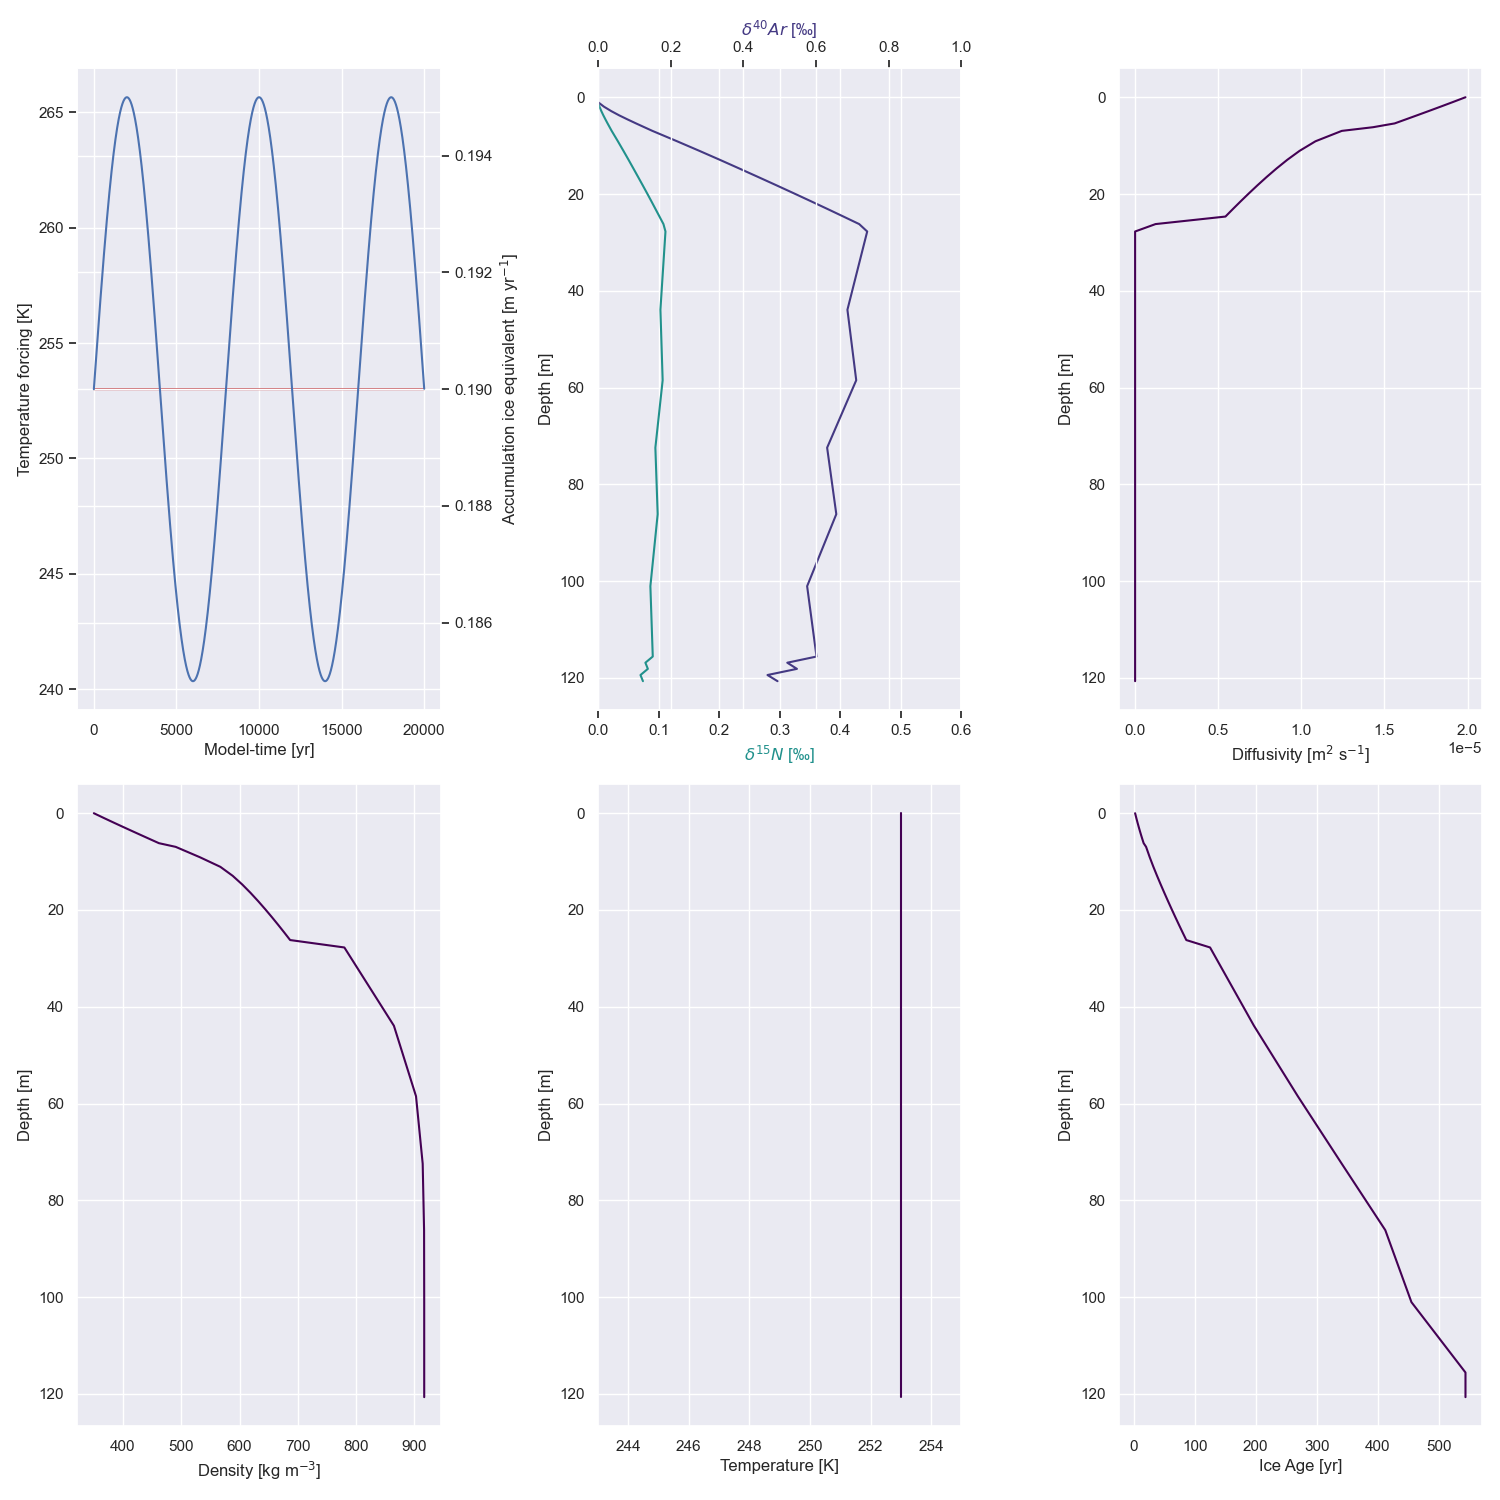 δ⁴⁰Ar [‰]
0.0 0.2 0.4 0.6 0.8 1.0
265
260
255
250
245
240
Temperature forcing [K]
0.194
0.192
0.190
0.188
0.186
Accumulation ice equivalent [m yr⁻¹]
0 5000 10000 15000 20000
Model-time [yr]
0
20
40
60
80
100
120
Depth [m]
0.0 0.1 0.2 0.3 0.4 0.5 0.6
δ¹⁵N [‰]
0
20
40
60
80
100
120
Depth [m]
0.0 0.5 1.0 1.5 2.0
1e−5
Diffusivity [m² s⁻¹]
0
20
40
60
80
100
120
Depth [m]
400 500 600 700 800 900
Density [kg m⁻³]
0
20
40
60
80
100
120
Depth [m]
244 246 248 250 252 254
Temperature [K]
0
20
40
60
80
100
120
Depth [m]
0 100 200 300 400 500
Ice Age [yr]